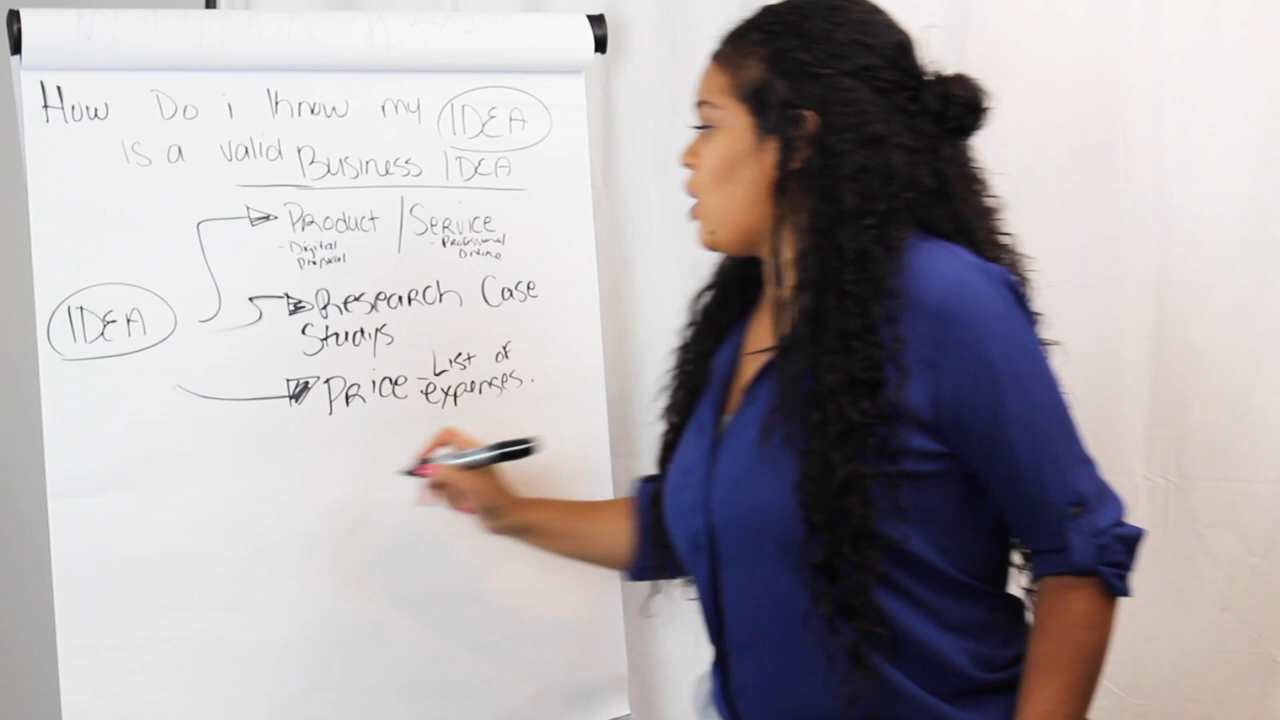 How Do i know my IDEA
is a valid Business IDEA
Product / Service
- Digital
- Professional
Online
IDEA
Research Case
Studys
Price - List of
expenses.